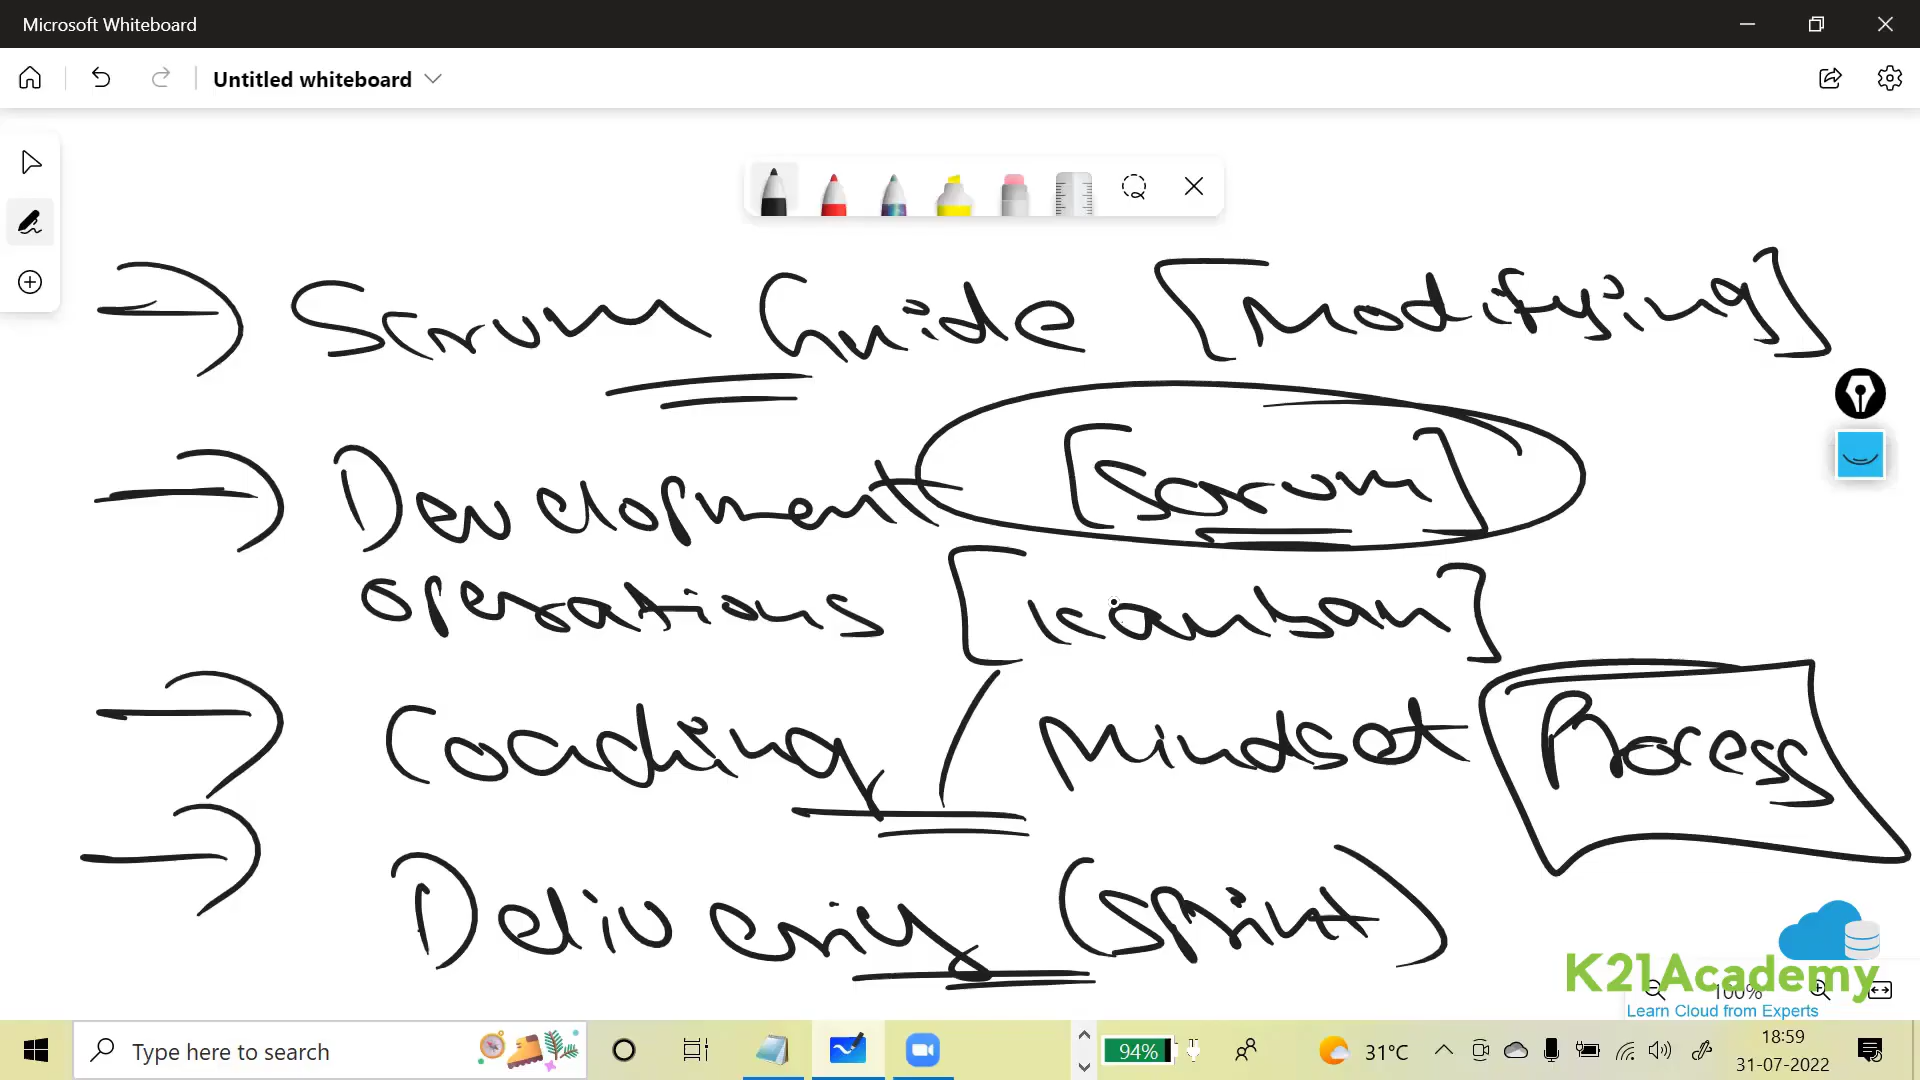 Microsoft Whiteboard
Untitled whiteboard
→ Scrum Guide [Modifying]
→ Development [Scrum]
operations [Kanban]
→ Coaching / Mindset Process
→ Delivery (Sprint)
K21Academy
100%
Learn Cloud from Experts
Type here to search
94%
31°C
18:59
31-07-2022